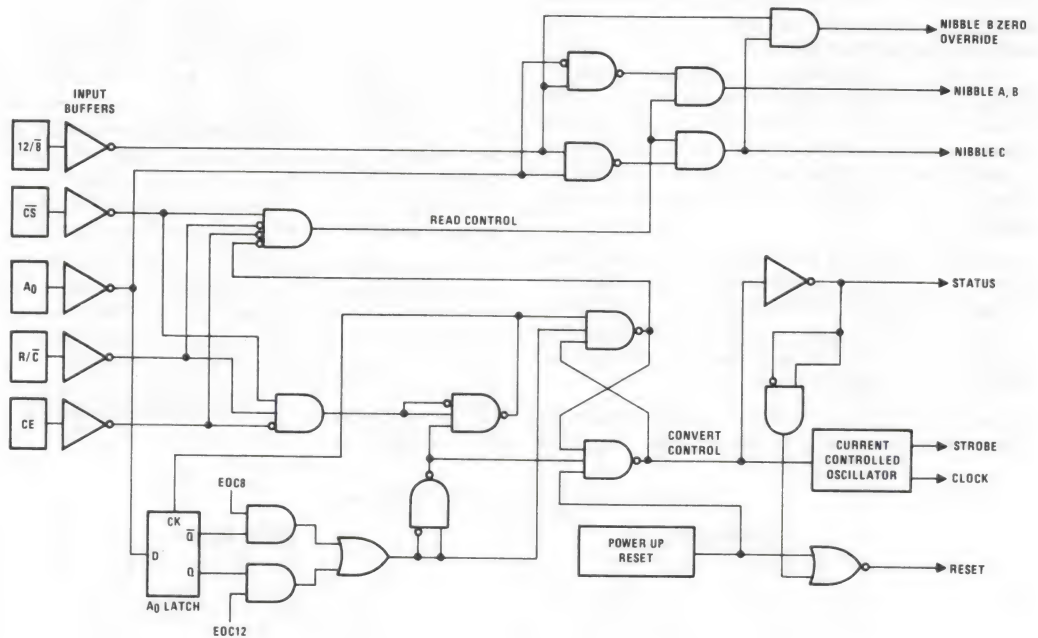 NIBBLE B ZERO
OVERRIDE
INPUT
BUFFERS
NIBBLE A, B
12/8̅
NIBBLE C
C̅S̅
READ CONTROL
A₀
STATUS
R/C̅
CE
CONVERT
CONTROL
CURRENT
CONTROLLED
OSCILLATOR
STROBE
CLOCK
EOC8
CK
Q̅
D
Q
POWER UP
RESET
RESET
A₀ LATCH
EOC12